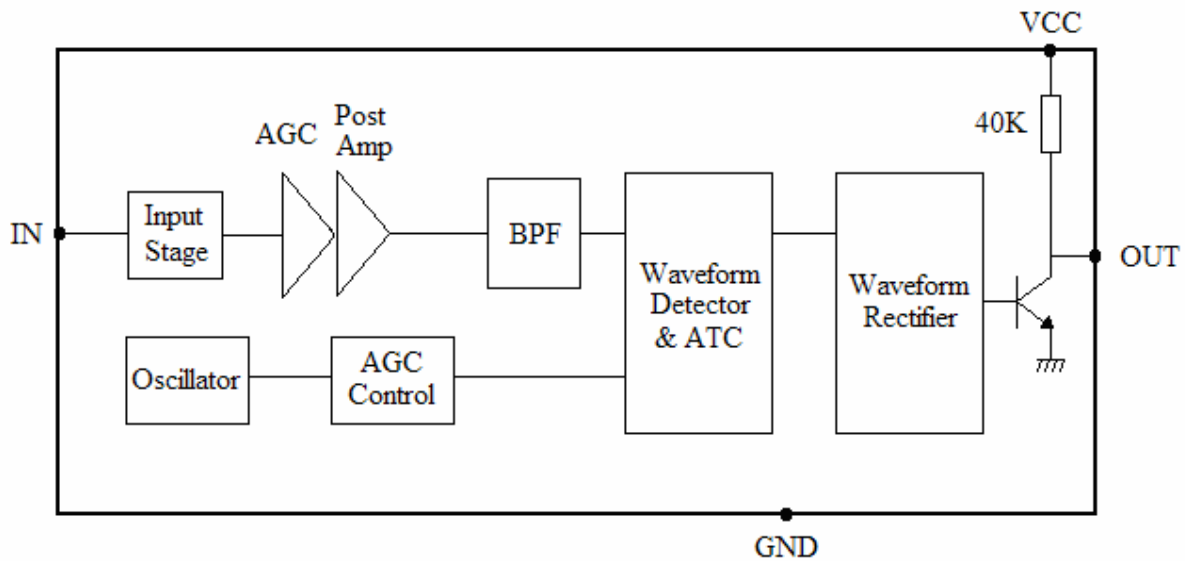 VCC
40K
AGC
Post
Amp
IN
Input
Stage
BPF
Waveform
Detector
& ATC
Waveform
Rectifier
OUT
Oscillator
AGC
Control
GND